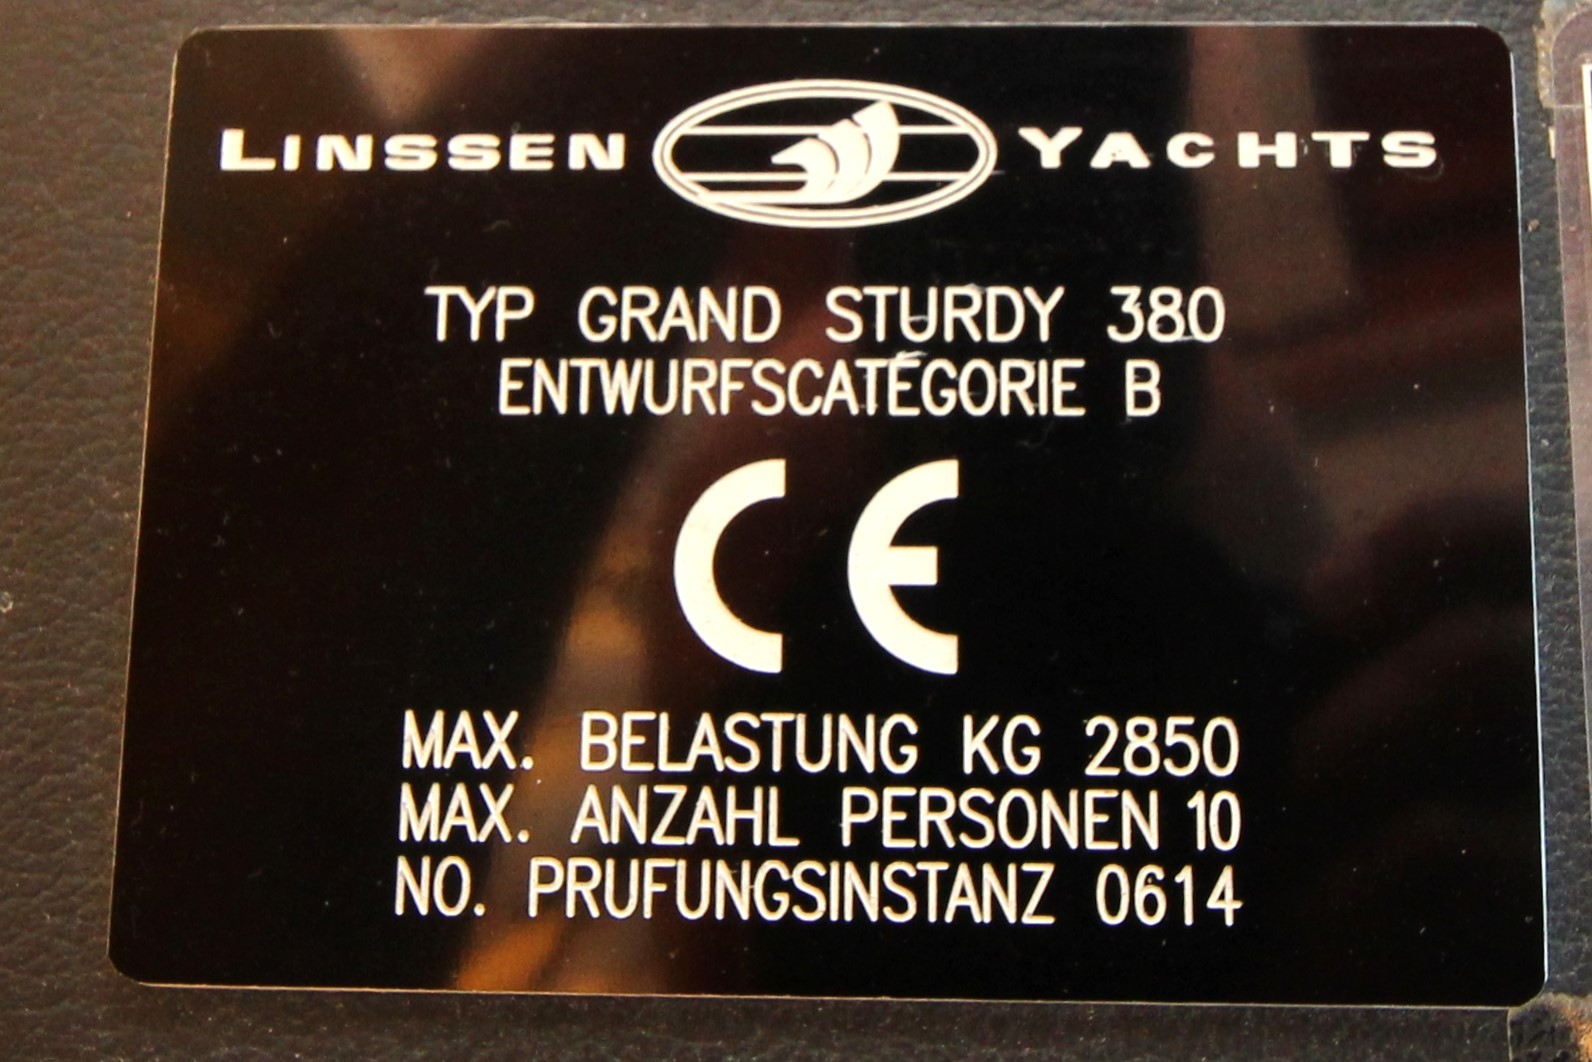 LINSSEN YACHTS
TYP GRAND STURDY 380
ENTWURFSCATEGORIE B
CE
MAX. BELASTUNG KG 2850
MAX. ANZAHL PERSONEN 10
NO. PRUFUNGSINSTANZ 0614